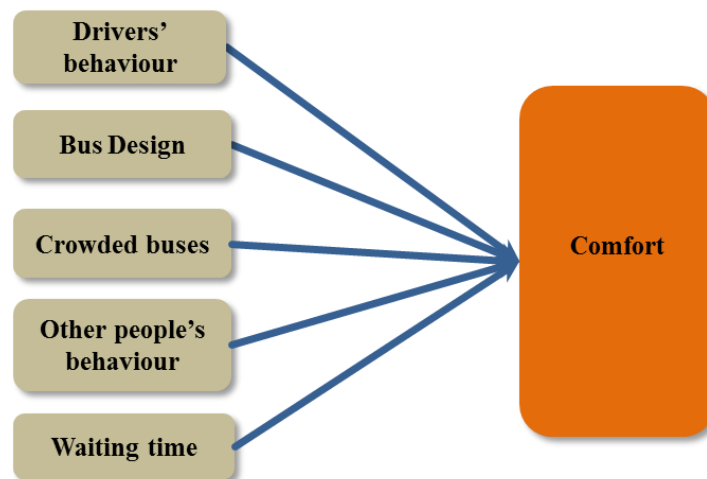 Drivers’
behaviour
Bus Design
Crowded buses
Other people’s
behaviour
Waiting time
Comfort